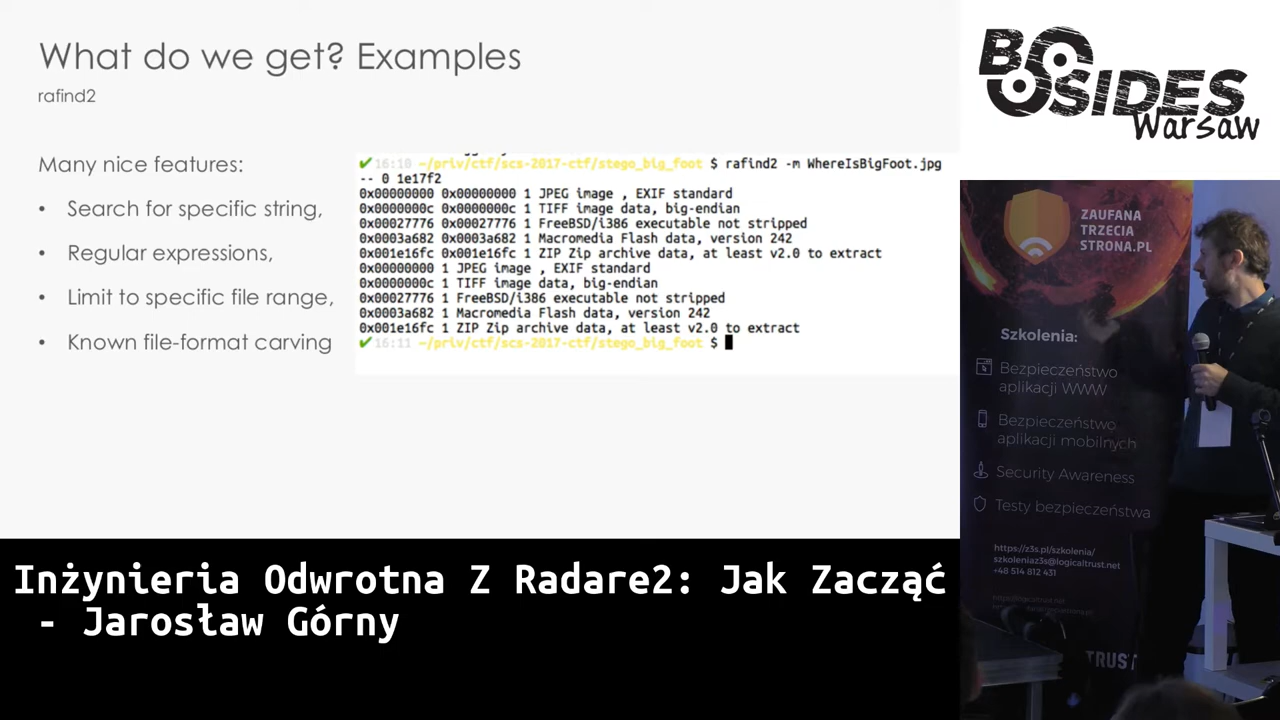 What do we get? Examples
rafind2
Many nice features:
• Search for specific string,
• Regular expressions,
• Limit to specific file range,
• Known file-format carving
✔16:10 ~/priv/ctf/scs-2017-ctf/stego_big_foot $ rafind2 -m WhereIsBigFoot.jpg
-- 0 1e17f2
0x00000000 0x00000000 1 JPEG image , EXIF standard
0x0000000c 0x0000000c 1 TIFF image data, big-endian
0x00027776 0x00027776 1 FreeBSD/i386 executable not stripped
0x0003a682 0x0003a682 1 Macromedia Flash data, version 242
0x001e16fc 0x001e16fc 1 ZIP Zip archive data, at least v2.0 to extract
0x00000000 1 JPEG image , EXIF standard
0x0000000c 1 TIFF image data, big-endian
0x00027776 1 FreeBSD/i386 executable not stripped
0x0003a682 1 Macromedia Flash data, version 242
0x001e16fc 1 ZIP Zip archive data, at least v2.0 to extract
✔16:11 ~/priv/ctf/scs-2017-ctf/stego_big_foot $
BSIDES
Warsaw
ZAUFANA
TRZECIA
STRONA.PL
Szkolenia:
Bezpieczeństwo
aplikacji WWW
Bezpieczeństwo
aplikacji mobilnych
Security Awareness
Testy bezpieczeństwa
https://z3s.pl/szkolenia/
szkoleniaz3s@logicaltrust.net
+48 514 812 431
TRUST
Inżynieria Odwrotna Z Radare2: Jak Zacząć
- Jarosław Górny